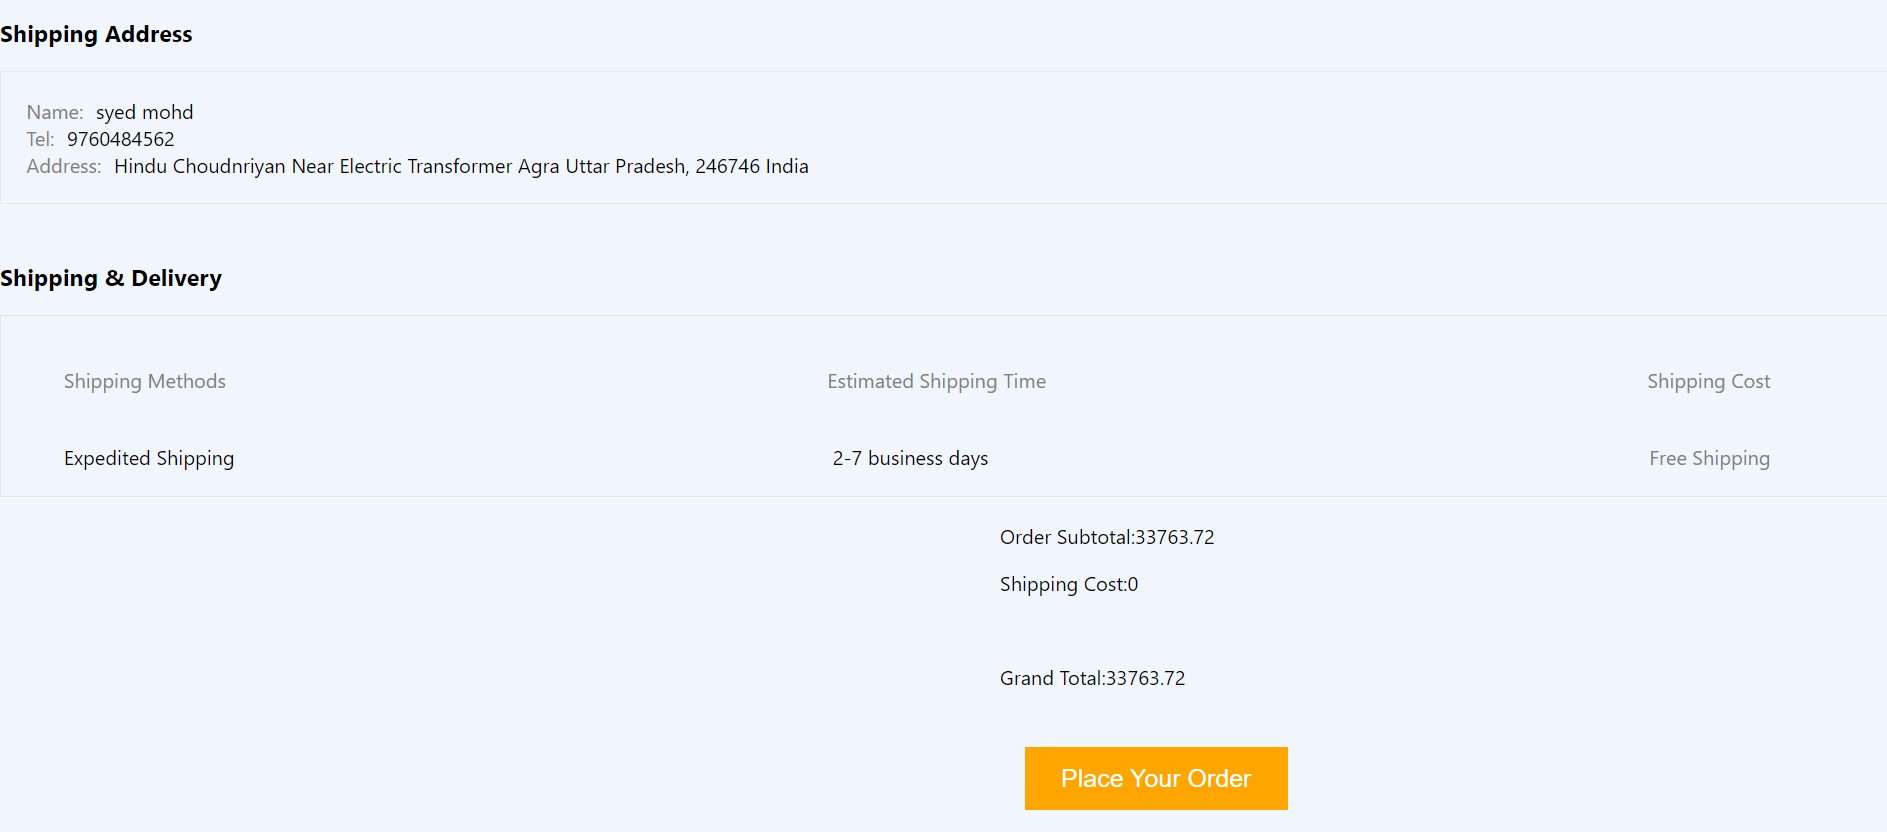 Shipping Address
Name: syed mohd
Tel: 9760484562
Address: Hindu Choudnriyan Near Electric Transformer Agra Uttar Pradesh, 246746 India
Shipping & Delivery
Shipping Methods Estimated Shipping Time Shipping Cost
Expedited Shipping 2-7 business days Free Shipping
Order Subtotal:33763.72
Shipping Cost:0
Grand Total:33763.72
Place Your Order